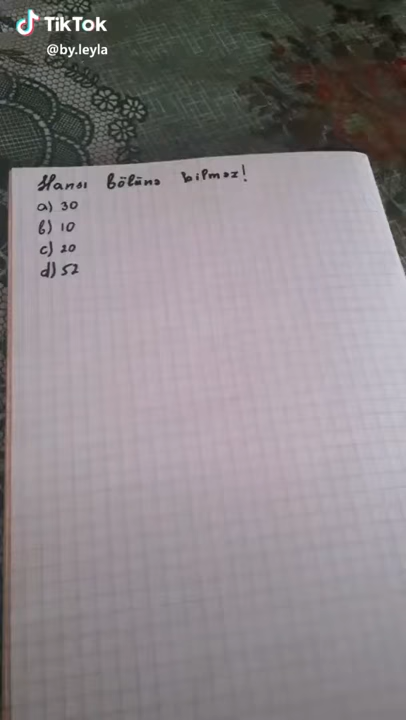 TikTok
@by.leyla
Hansı bölünə bilməz!
a) 30
b) 10
c) 20
d) 52